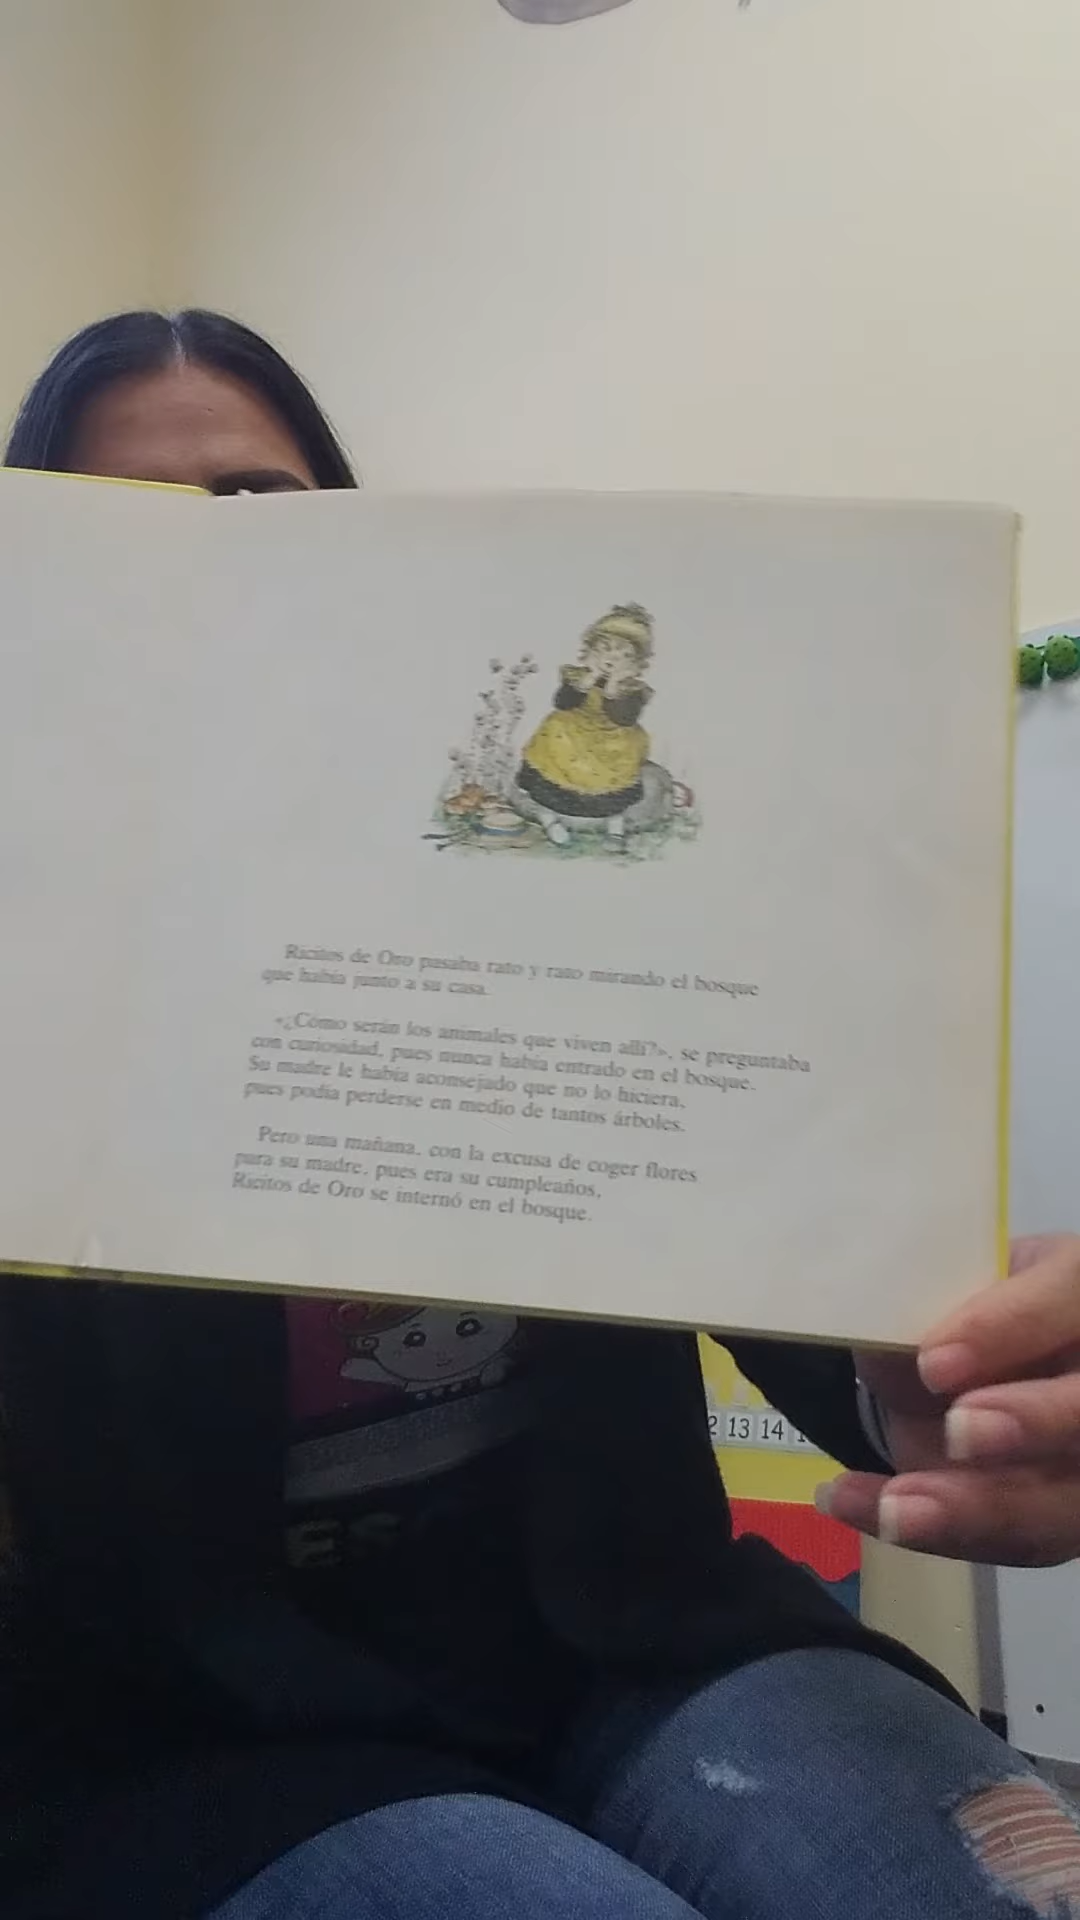 Ricitos de Oro pasaba rato y rato mirando el bosque
que había junto a su casa.
«¿Cómo serán los animales que viven allí?», se preguntaba
con curiosidad, pues nunca había entrado en el bosque.
Su madre le había aconsejado que no lo hiciera,
pues podía perderse en medio de tantos árboles.
Pero una mañana, con la excusa de coger flores
para su madre, pues era su cumpleaños,
Ricitos de Oro se internó en el bosque.
2 13 14